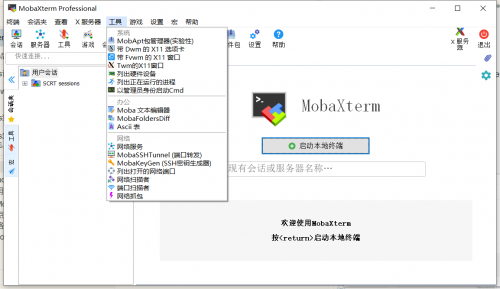 MobaXterm Professional
终端 会话夹 查看 X 服务器 工具 游戏 设置 宏 帮助
会话 服务器 工具 游戏 会 件包 设置 帮助 X 服务器 退出
快速连接...
用户会话
SCRT sessions
会话夹
工具
宏
系统
MobApt包管理器(实验性)
带 Dwm 的 X11 选项卡
带 Fvwm 的 X11 窗口
Twm的X11窗口
列出硬件设备
列出正在运行的进程
以管理员身份启动Cmd
办公
Moba 文本编辑器
MobaFoldersDiff
Ascii 表
网络
网络服务
MobaSSHTunnel (端口转发)
MobaKeyGen (SSH密钥生成器)
列出打开的网络端口
网络扫描者
端口扫描者
网络抓包
MobaXterm
启动本地终端
现有会话或服务器名称…
欢迎使用MobaXterm
按<return>启动本地终端